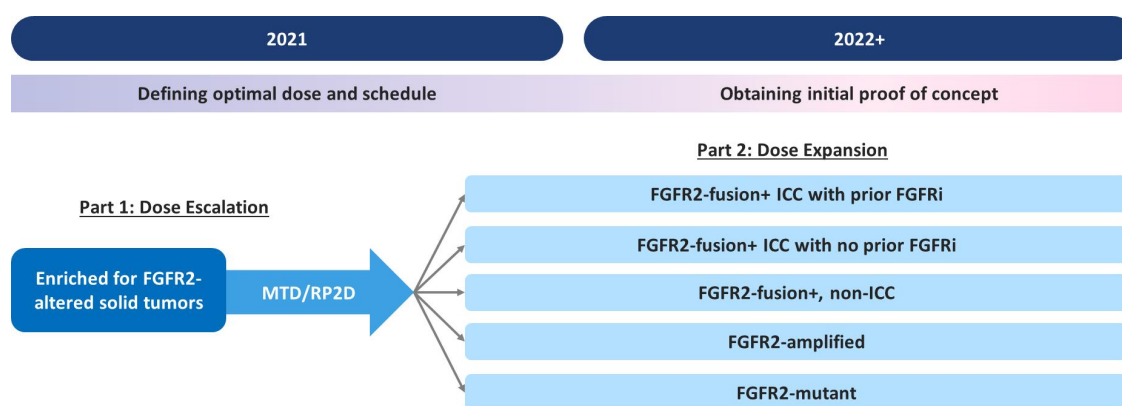 2021
2022+
Defining optimal dose and schedule
Obtaining initial proof of concept
Part 1: Dose Escalation
Enriched for FGFR2-
altered solid tumors
MTD/RP2D
Part 2: Dose Expansion
FGFR2-fusion+ ICC with prior FGFRi
FGFR2-fusion+ ICC with no prior FGFRi
FGFR2-fusion+, non-ICC
FGFR2-amplified
FGFR2-mutant